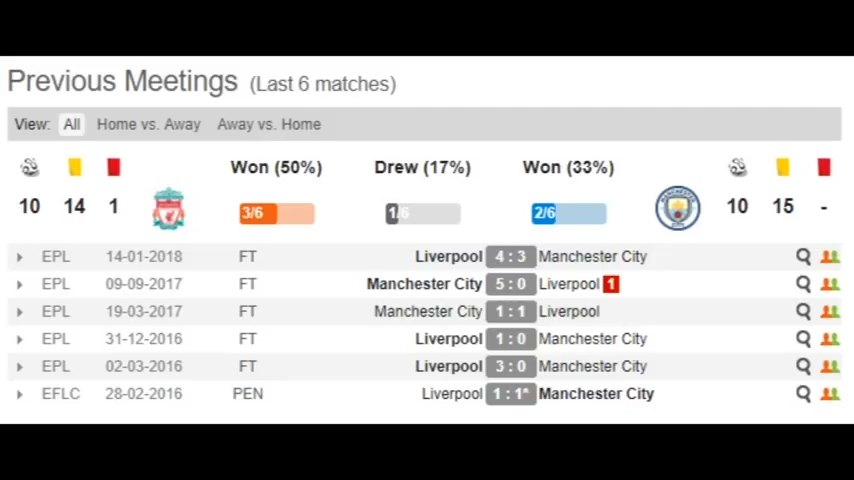 Previous Meetings (Last 6 matches)
View: All Home vs. Away Away vs. Home
Won (50%) Drew (17%) Won (33%)
10 14 1 3/6 1/6 2/6 10 15 -
EPL 14-01-2018 FT Liverpool 4 : 3 Manchester City
EPL 09-09-2017 FT Manchester City 5 : 0 Liverpool 1
EPL 19-03-2017 FT Manchester City 1 : 1 Liverpool
EPL 31-12-2016 FT Liverpool 1 : 0 Manchester City
EPL 02-03-2016 FT Liverpool 3 : 0 Manchester City
EFLC 28-02-2016 PEN Liverpool 1 : 1* Manchester City